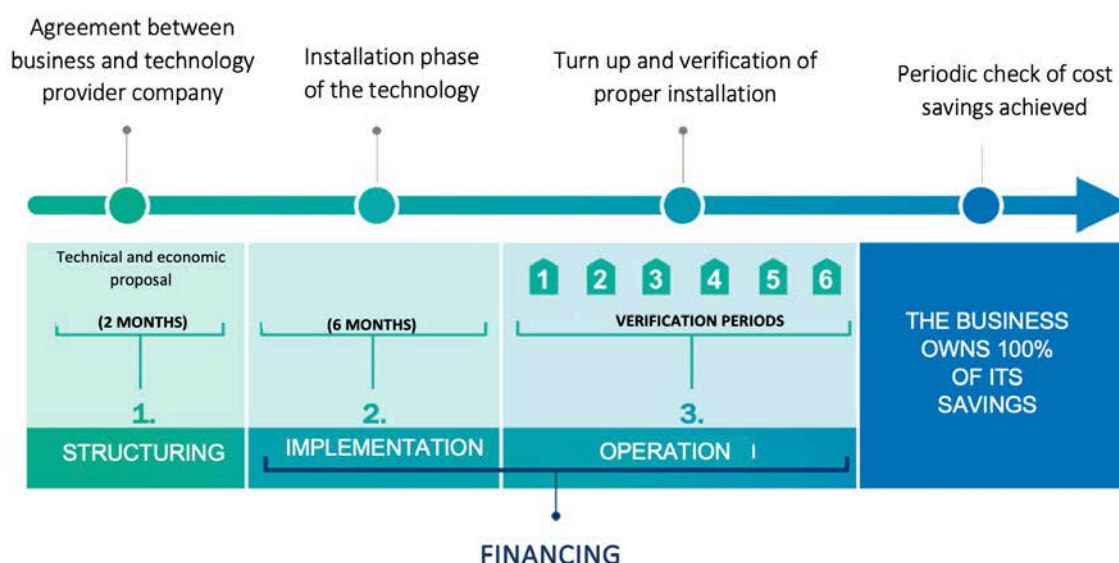 Agreement between
business and technology
provider company
Installation phase
of the technology
Turn up and verification of
proper installation
Periodic check of cost
savings achieved
Technical and economic
proposal
(2 MONTHS)
1.
STRUCTURING
(6 MONTHS)
2.
IMPLEMENTATION
1 2 3 4 5 6
VERIFICATION PERIODS
3.
OPERATION I
THE BUSINESS
OWNS 100%
OF ITS
SAVINGS
FINANCING